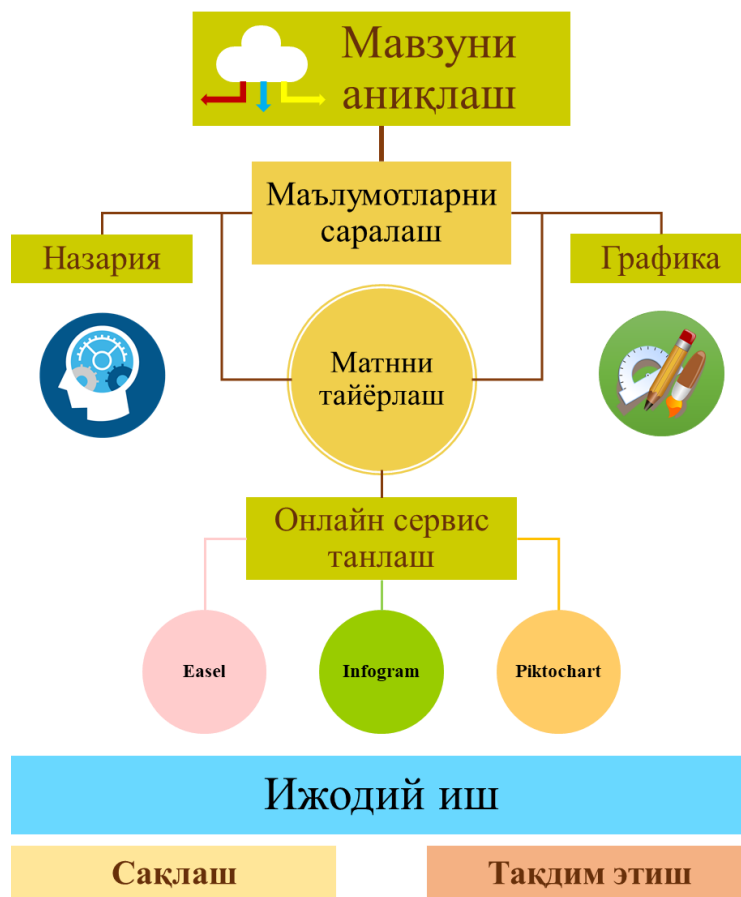 Мавзуни
аниқлаш
Маълумотларни
саралаш
Назария
Графика
Матнни
тайёрлаш
Онлайн сервис
танлаш
Easel
Infogram
Piktochart
Ижодий иш
Сақлаш
Тақдим этиш